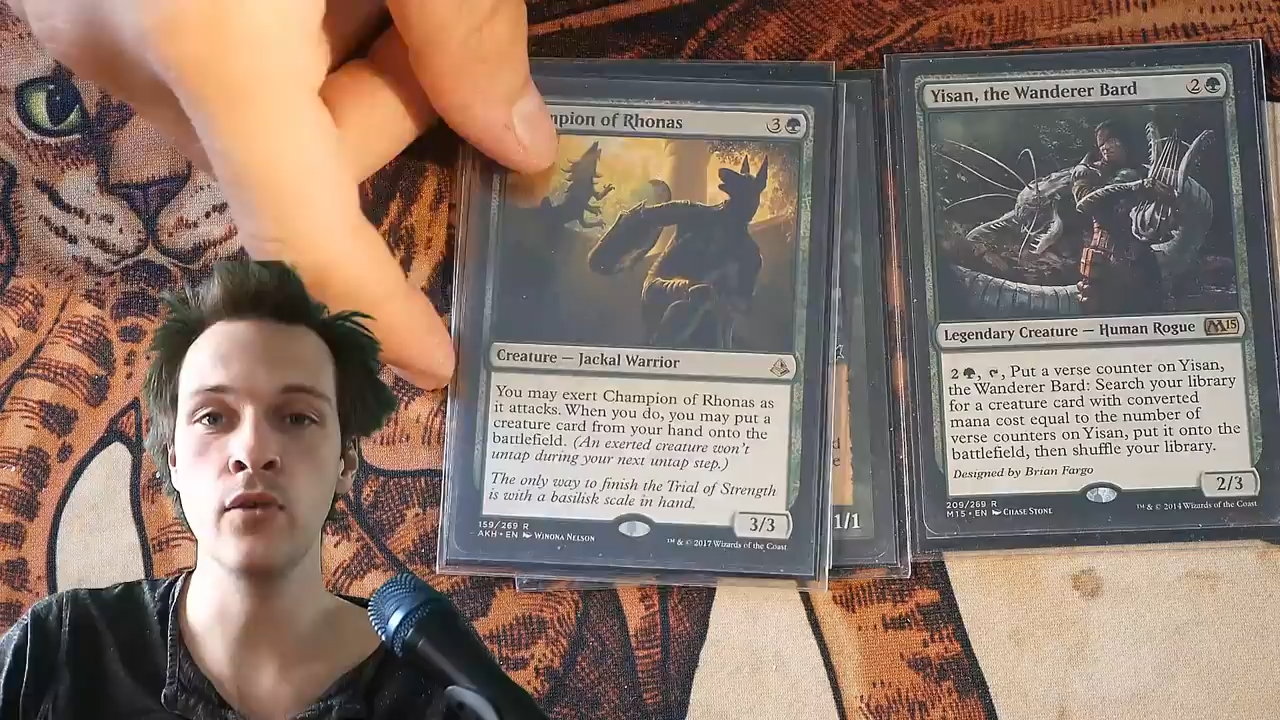 of Rhonas
3
Creature — Jackal Warrior
You may exert Champion of Rhonas as
it attacks. When you do, you may put a
creature card from your hand onto the
battlefield. (An exerted creature won't
untap during your next untap step.)
The only way to finish the Trial of Strength
is with a basilisk scale in hand.
3/3
159/269 R
AKH • EN Winona Nelson
™ & © 2017 Wizards of the Coast
1/1
Yisan, the Wanderer Bard
2
Legendary Creature — Human Rogue
M15
2 , , Put a verse counter on Yisan,
the Wanderer Bard: Search your library
for a creature card with converted
mana cost equal to the number of
verse counters on Yisan, put it onto the
battlefield, then shuffle your library.
Designed by Brian Fargo
2/3
209/269 R
M15 • EN Chase Stone
™ & © 2014 Wizards of the Coast